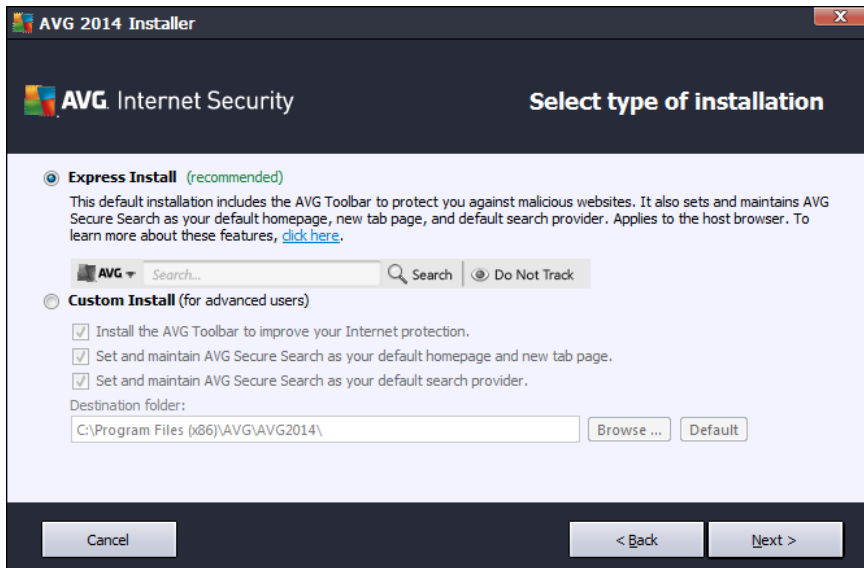 AVG 2014 Installer
X
AVG. Internet Security
Select type of installation
Express Install (recommended)
This default installation includes the AVG Toolbar to protect you against malicious websites. It also sets and maintains AVG
Secure Search as your default homepage, new tab page, and default search provider. Applies to the host browser. To
learn more about these features, click here.
AVG Search... Search Do Not Track
Custom Install (for advanced users)
Install the AVG Toolbar to improve your Internet protection.
Set and maintain AVG Secure Search as your default homepage and new tab page.
Set and maintain AVG Secure Search as your default search provider.
Destination folder:
C:\Program Files (x86)\AVG\AVG2014\ Browse ... Default
Cancel < Back Next >